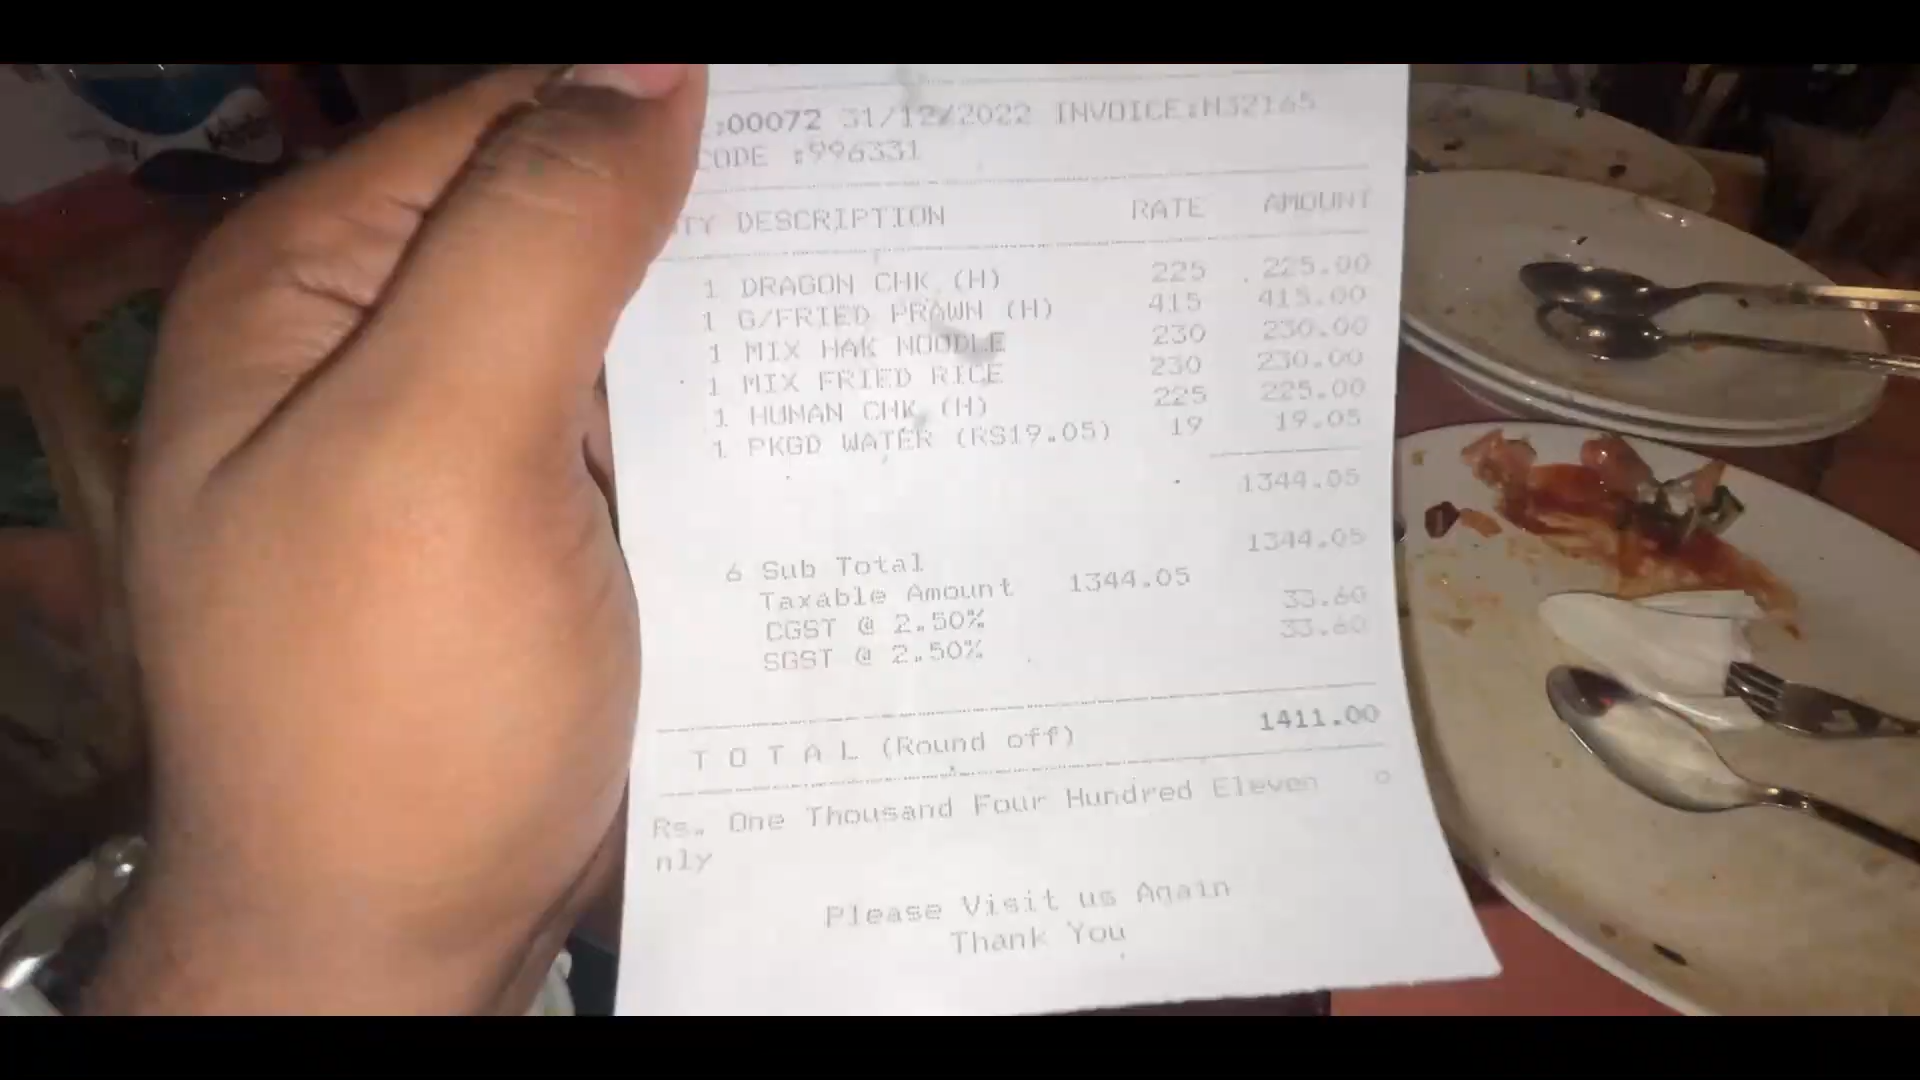 :00072 31/12/2022 INVOICE:N32165
CODE :996331
TY DESCRIPTION RATE AMOUNT
1 DRAGON CHK (H) 225 225.00
1 G/FRIED PRAWN (H) 415 415.00
1 MIX HAK NOODLE 230 230.00
1 MIX FRIED RICE 230 230.00
1 HUNAN CHK (H) 225 225.00
1 PKGD WATER (RS19.05) 19 19.05
1344.05
6 Sub Total 1344.05
Taxable Amount 1344.05
CGST @ 2.50% 33.60
SGST @ 2.50% 33.60
T O T A L (Round off) 1411.00
Rs. One Thousand Four Hundred Eleven o
nly
Please Visit us Again
Thank You